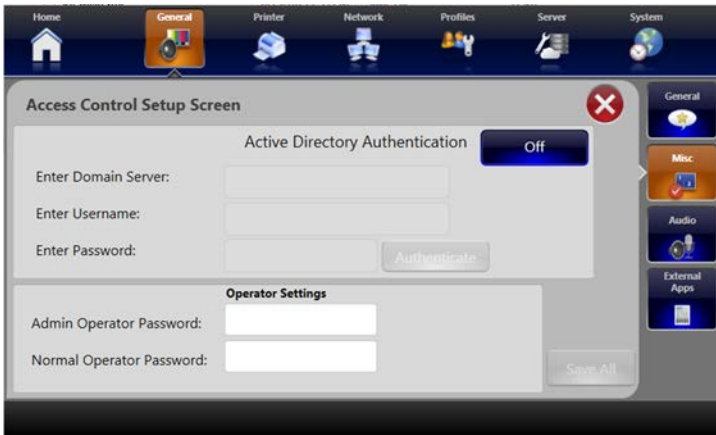 Home General Printer Network Profiles Server System
Access Control Setup Screen
General
Active Directory Authentication Off
Misc
Enter Domain Server:
Enter Username:
Audio
Enter Password: Authenticate
External
Apps
Operator Settings
Admin Operator Password:
Normal Operator Password:
Save All